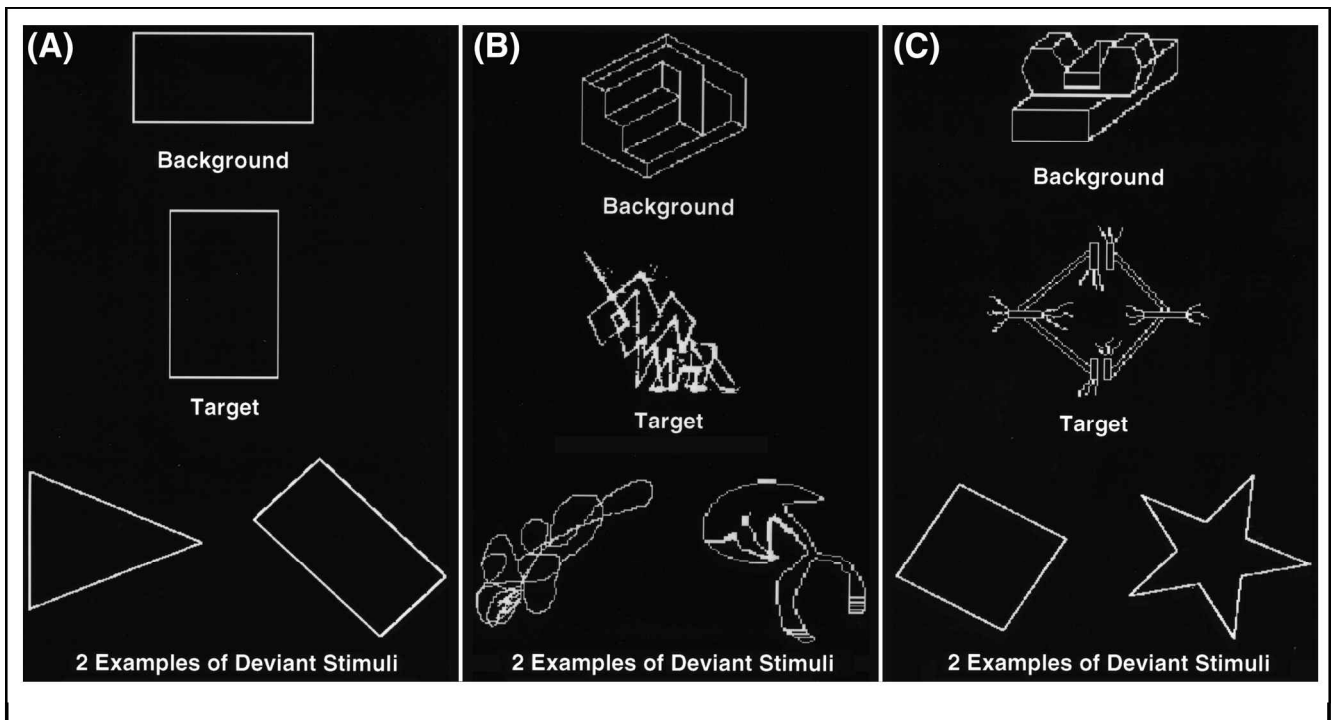 (A)
Background
Target
2 Examples of Deviant Stimuli
(B)
Background
Target
2 Examples of Deviant Stimuli
(C)
Background
Target
2 Examples of Deviant Stimuli